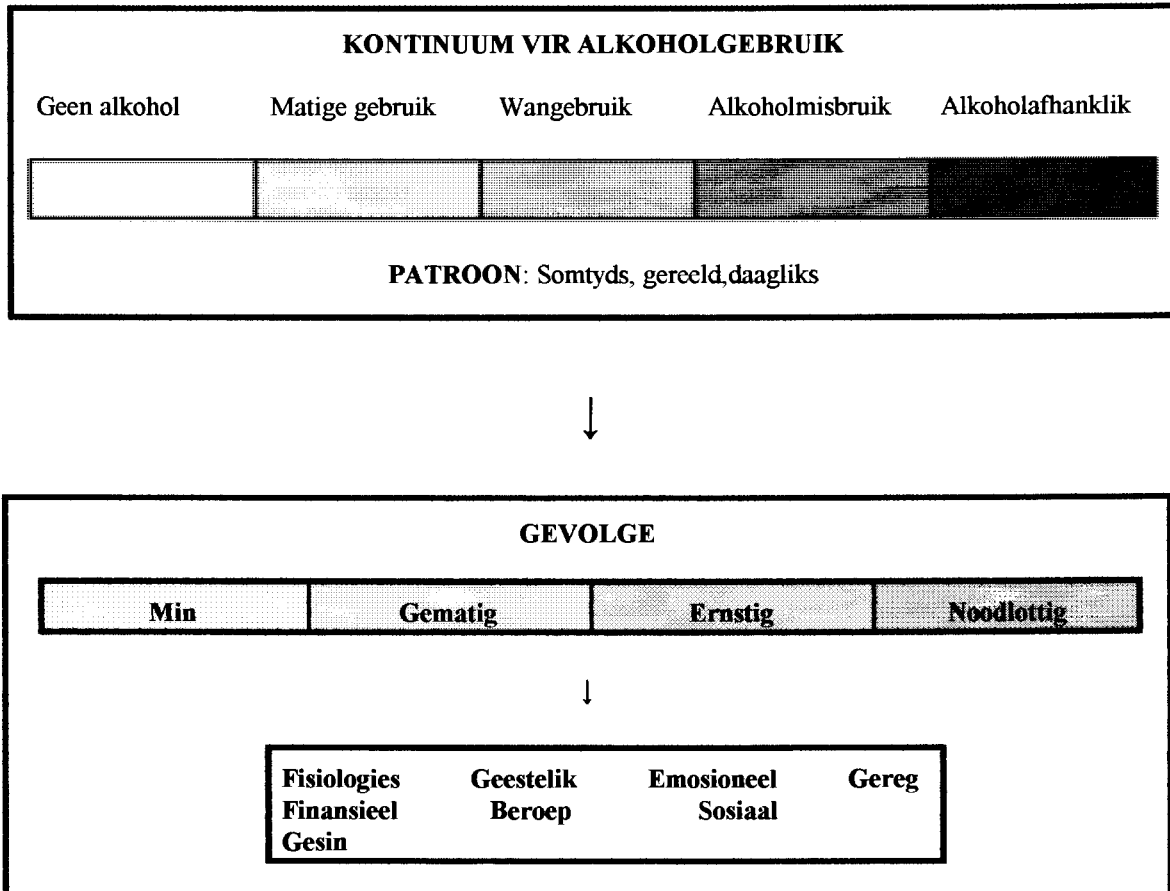 KONTINUUM VIR ALKOHOLGEBRUIK
Geen alkohol Matige gebruik Wangebruik Alkoholmisbruik Alkoholafhanklik
PATROON: Somtyds, gereeld,daagliks
GEVOLGE
Min Gematig Ernstig Noodlottig
Fisiologies Geestelik Emosioneel Gereg
Finansieel Beroep Sosiaal
Gesin